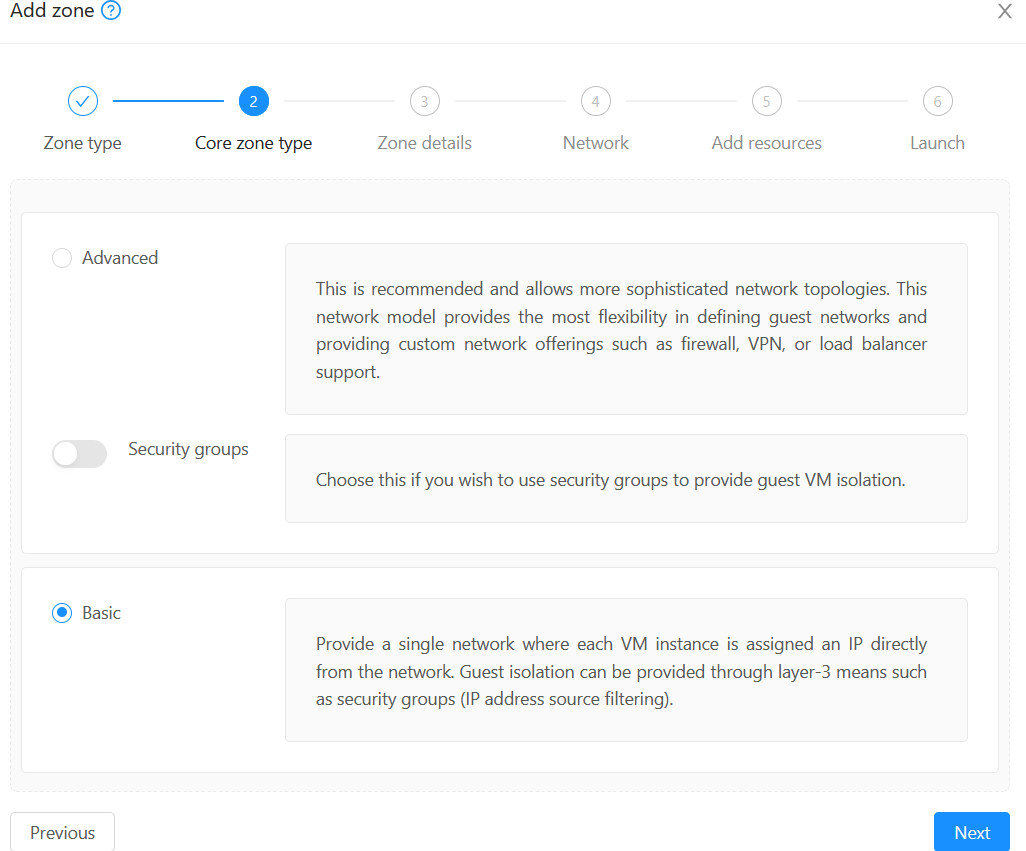 Add zone ?
X
2 3 4 5 6
Zone type Core zone type Zone details Network Add resources Launch
Advanced
This is recommended and allows more sophisticated network topologies. This
network model provides the most flexibility in defining guest networks and
providing custom network offerings such as firewall, VPN, or load balancer
support.
Security groups
Choose this if you wish to use security groups to provide guest VM isolation.
Basic
Provide a single network where each VM instance is assigned an IP directly
from the network. Guest isolation can be provided through layer-3 means such
as security groups (IP address source filtering).
Previous
Next